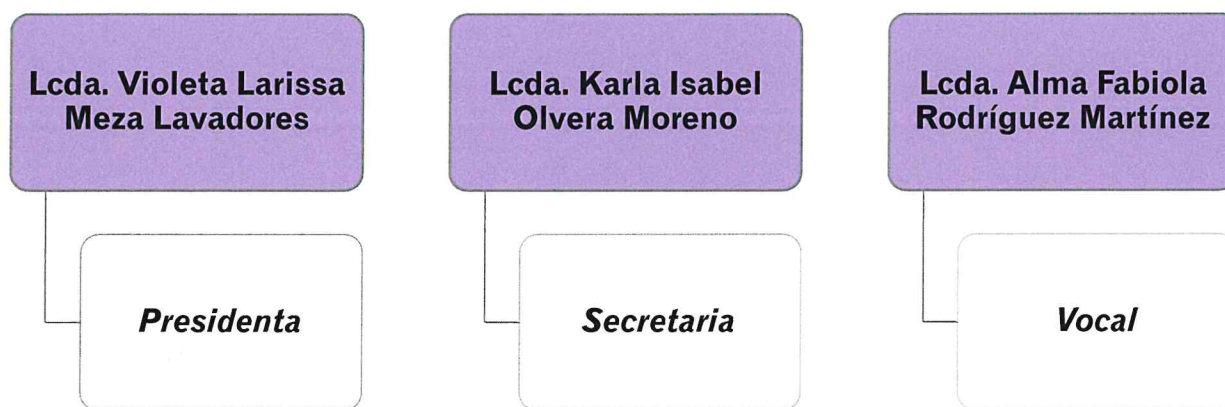 Lcda. Violeta Larissa
Meza Lavadores
Presidenta
Lcda. Karla Isabel
Olvera Moreno
Secretaria
Lcda. Alma Fabiola
Rodríguez Martínez
Vocal